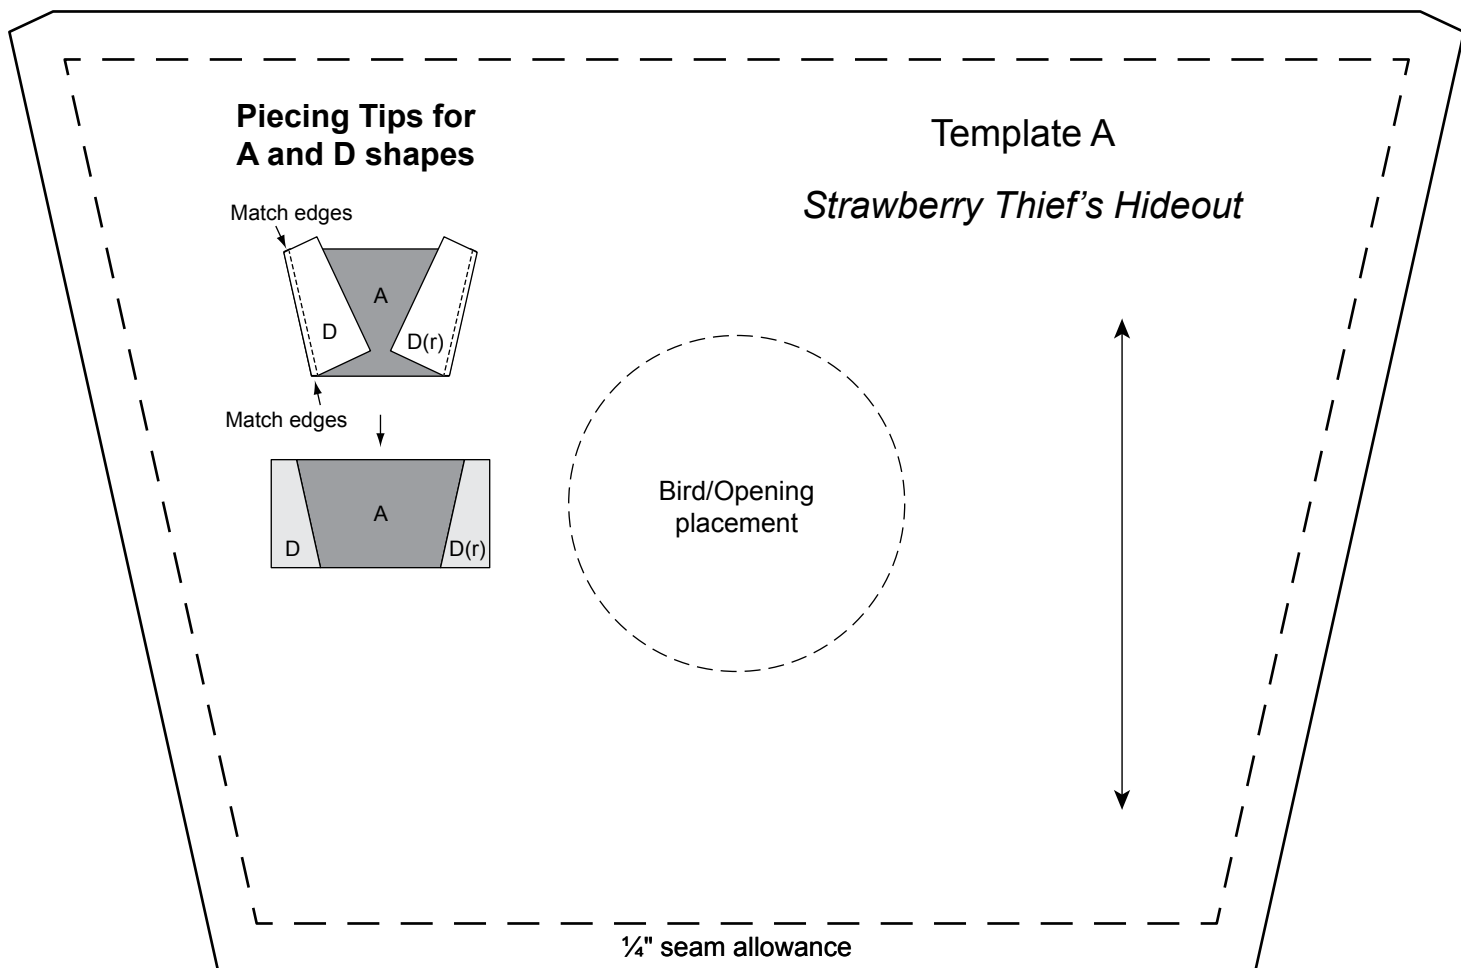 Piecing Tips for
A and D shapes
Match edges
A
D
D(r)
Match edges
A
D
D(r)
Template A
Strawberry Thief's Hideout
Bird/Opening
placement
¼" seam allowance